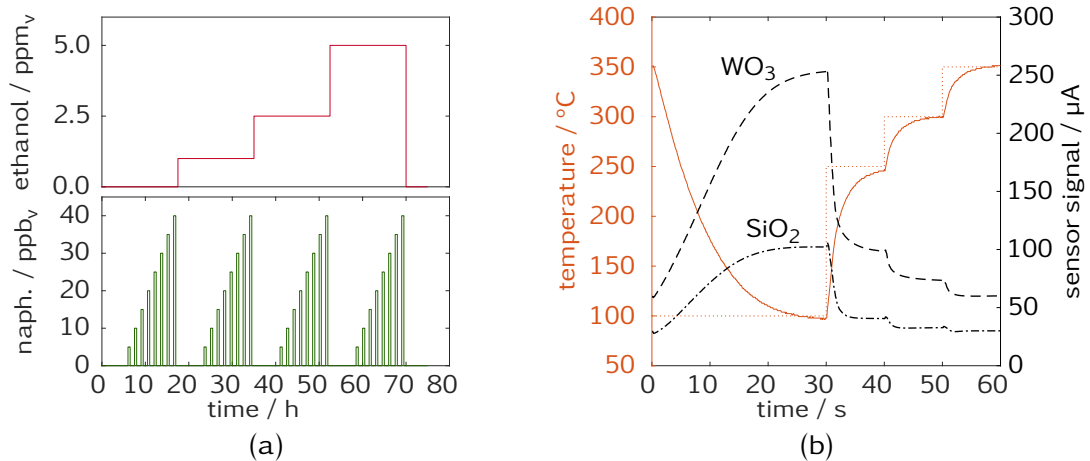 ethanol / ppmᵥ
5.0
2.5
0.0
naph. / ppbᵥ
40
30
20
10
0
0 10 20 30 40 50 60 70 80
time / h
(a)
temperature / °C
400
350
300
250
200
150
100
50
WO₃
SiO₂
300
250
200
150
100
50
0
sensor signal / µA
0 10 20 30 40 50 60
time / s
(b)